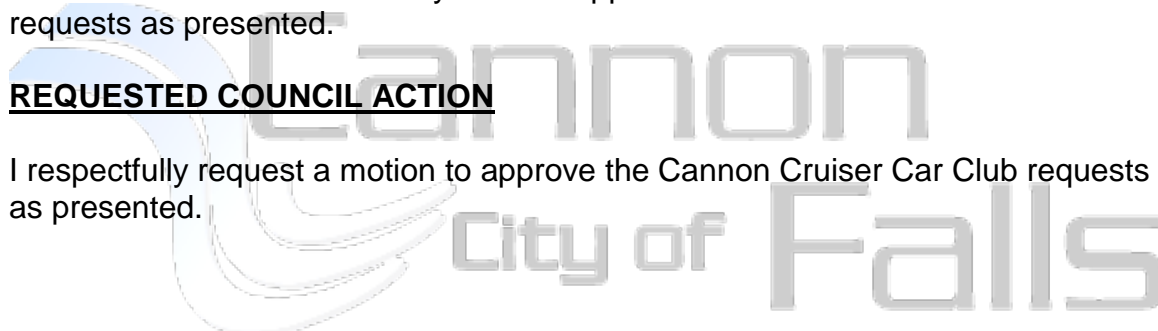 requests as presented.
Cannon
REQUESTED COUNCIL ACTION
I respectfully request a motion to approve the Cannon Cruiser Car Club requests
as presented.
City of Falls